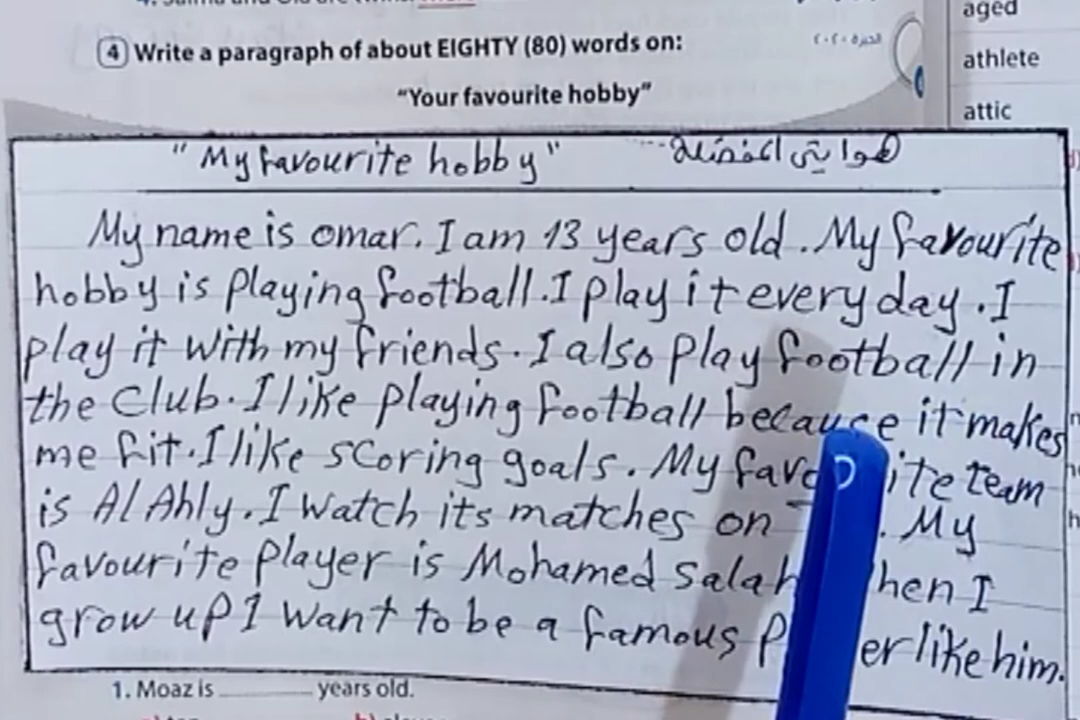 ④ Write a paragraph of about EIGHTY (80) words on:
"Your favourite hobby"
aged
athlete
attic
"My favourite hobby"
هوايتي المفضلة
My name is omar. I am 13 years old. My favourite
hobby is Playing football. I play it every day. I
play it with my friends. I also play football in
the Club. I like playing football because it makes
me fit. I like scoring goals. My team
is Al Ahly. I watch its matches on My
favourite player is Mohamed Salah I
grow up I want to be a famous like him.
1. Moaz is ________ years old.